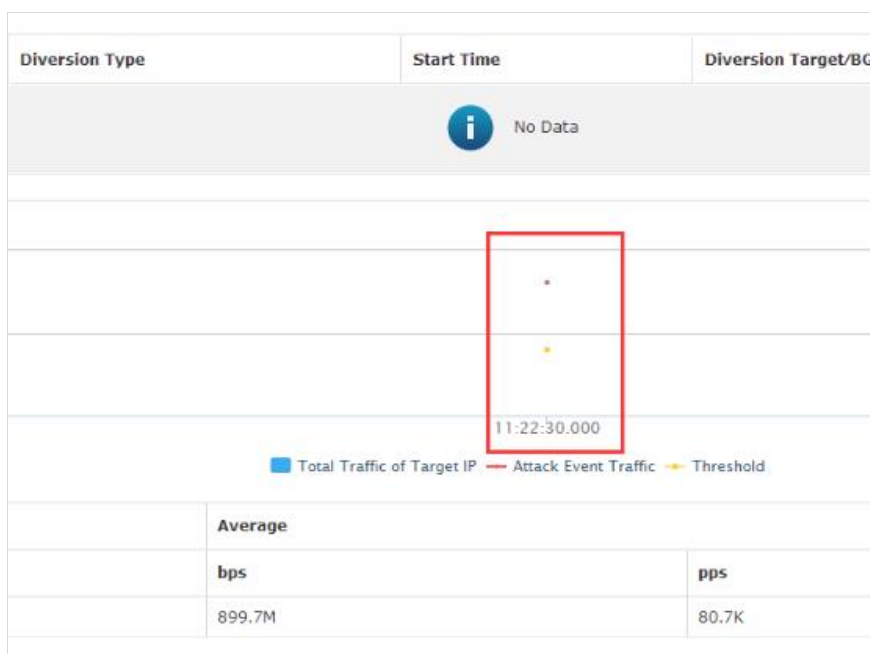 Diversion Type Start Time Diversion Target/BG
No Data
11:22:30.000
Total Traffic of Target IP Attack Event Traffic Threshold
Average
bps pps
899.7M 80.7K